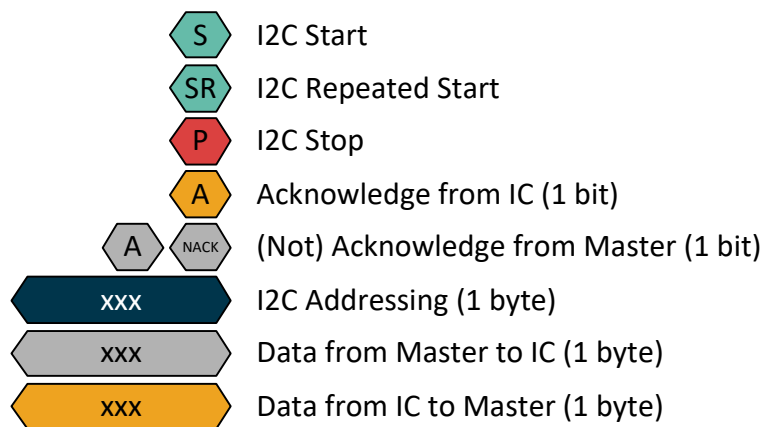 S I2C Start
SR I2C Repeated Start
P I2C Stop
A Acknowledge from IC (1 bit)
A NACK (Not) Acknowledge from Master (1 bit)
xxx I2C Addressing (1 byte)
xxx Data from Master to IC (1 byte)
xxx Data from IC to Master (1 byte)